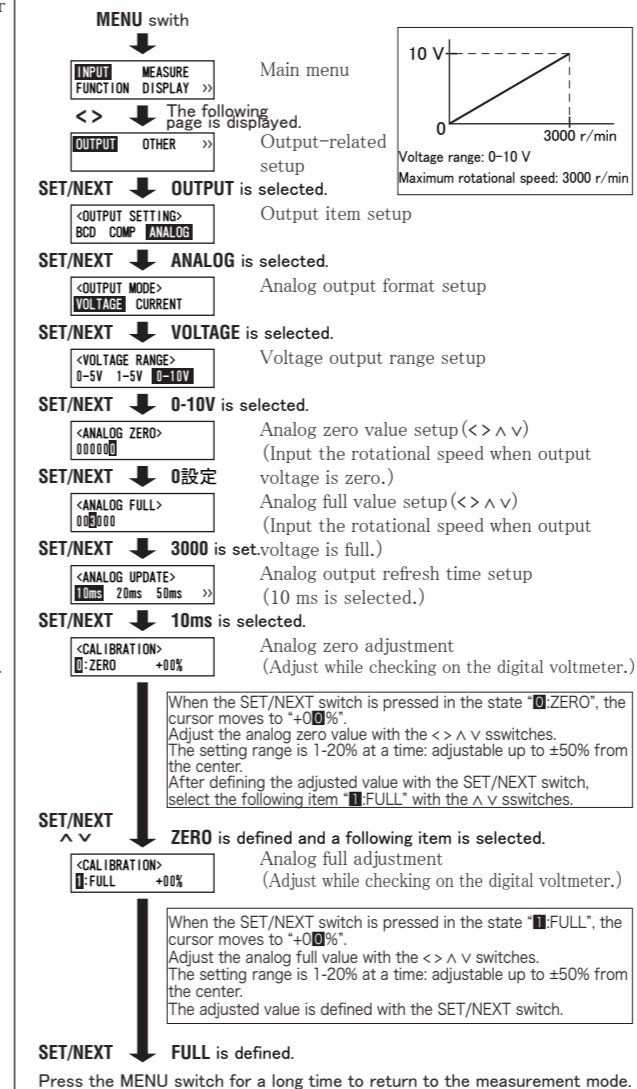 r
MENU swith
INPUT MEASURE
FUNCTION DISPLAY »
Main menu
< > The following
page is displayed.
OUTPUT OTHER »
Output-related
setup
10 V
0
3000 r/min
Voltage range: 0-10 V
Maximum rotational speed: 3000 r/min
SET/NEXT OUTPUT is selected.
<OUTPUT SETTING>
BCD COMP ANALOG
Output item setup
SET/NEXT ANALOG is selected.
<OUTPUT MODE>
VOLTAGE CURRENT
Analog output format setup
SET/NEXT VOLTAGE is selected.
<VOLTAGE RANGE>
0-5V 1-5V 0-10V
Voltage output range setup
SET/NEXT 0-10V is selected.
<ANALOG ZERO>
000000
Analog zero value setup (< > ∧ ∨)
(Input the rotational speed when output
voltage is zero.)
SET/NEXT 0設定
<ANALOG FULL>
003000
Analog full value setup (< > ∧ ∨)
(Input the rotational speed when output
voltage is full.)
SET/NEXT 3000 is set.
<ANALOG UPDATE>
10ms 20ms 50ms »
Analog output refresh time setup
(10 ms is selected.)
SET/NEXT 10ms is selected.
<CALIBRATION>
0:ZERO +00%
Analog zero adjustment
(Adjust while checking on the digital voltmeter.)
When the SET/NEXT switch is pressed in the state “0:ZERO”, the
cursor moves to “+00%”.
Adjust the analog zero value with the < > ∧ ∨ sswitches.
The setting range is 1-20% at a time: adjustable up to ±50% from
the center.
After defining the adjusted value with the SET/NEXT switch,
select the following item “1:FULL” with the ∧ ∨ sswitches.
SET/NEXT
∧ ∨ ZERO is defined and a following item is selected.
<CALIBRATION>
1:FULL +00%
Analog full adjustment
(Adjust while checking on the digital voltmeter.)
When the SET/NEXT switch is pressed in the state “1:FULL”, the
cursor moves to “+00%”.
Adjust the analog full value with the < > ∧ ∨ switches.
The setting range is 1-20% at a time: adjustable up to ±50% from
the center.
The adjusted value is defined with the SET/NEXT switch.
SET/NEXT FULL is defined.
Press the MENU switch for a long time to return to the measurement mode.